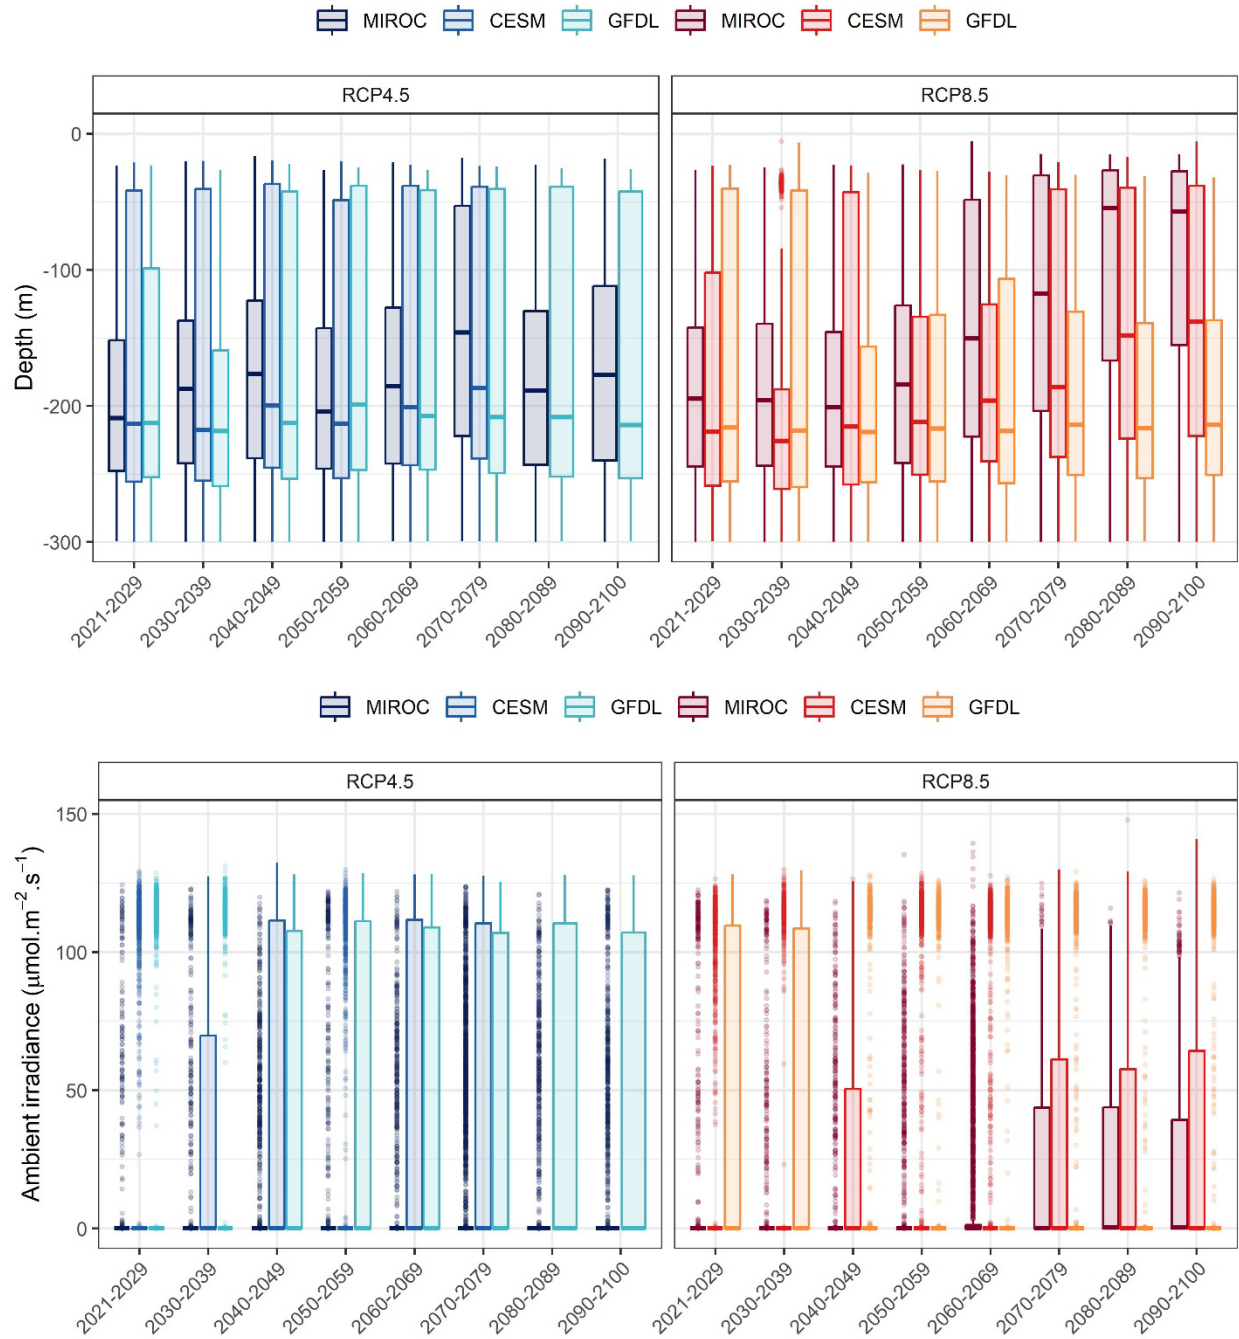 MIROC CESM GFDL MIROC CESM GFDL
RCP4.5 RCP8.5
Depth (m)
0
-100
-200
-300
2021-2029 2030-2039 2040-2049 2050-2059 2060-2069 2070-2079 2080-2089 2090-2100
2021-2029 2030-2039 2040-2049 2050-2059 2060-2069 2070-2079 2080-2089 2090-2100
MIROC CESM GFDL MIROC CESM GFDL
RCP4.5 RCP8.5
Ambient irradiance (µmol.m⁻².s⁻¹)
150
100
50
0
2021-2029 2030-2039 2040-2049 2050-2059 2060-2069 2070-2079 2080-2089 2090-2100
2021-2029 2030-2039 2040-2049 2050-2059 2060-2069 2070-2079 2080-2089 2090-2100